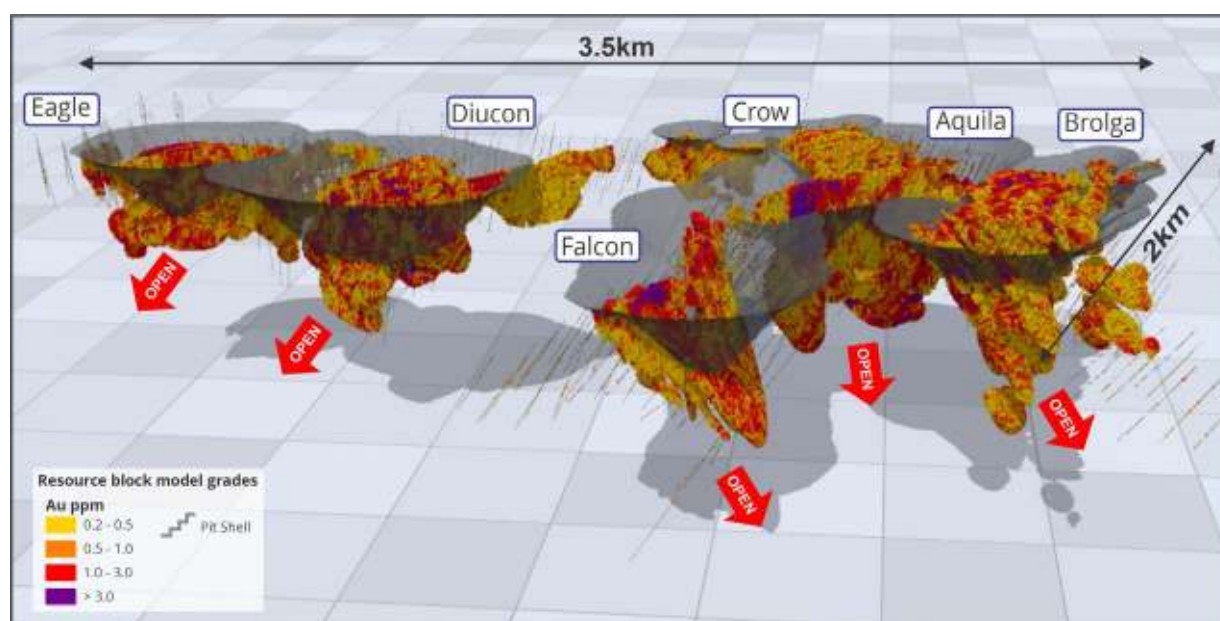 3.5km
Eagle
Diucon
Crow
Aquila
Brolga
2km
Falcon
OPEN
OPEN
OPEN
OPEN
OPEN
Resource block model grades
Au ppm
0.2 - 0.5
Pit Shell
0.5 - 1.0
1.0 - 3.0
> 3.0